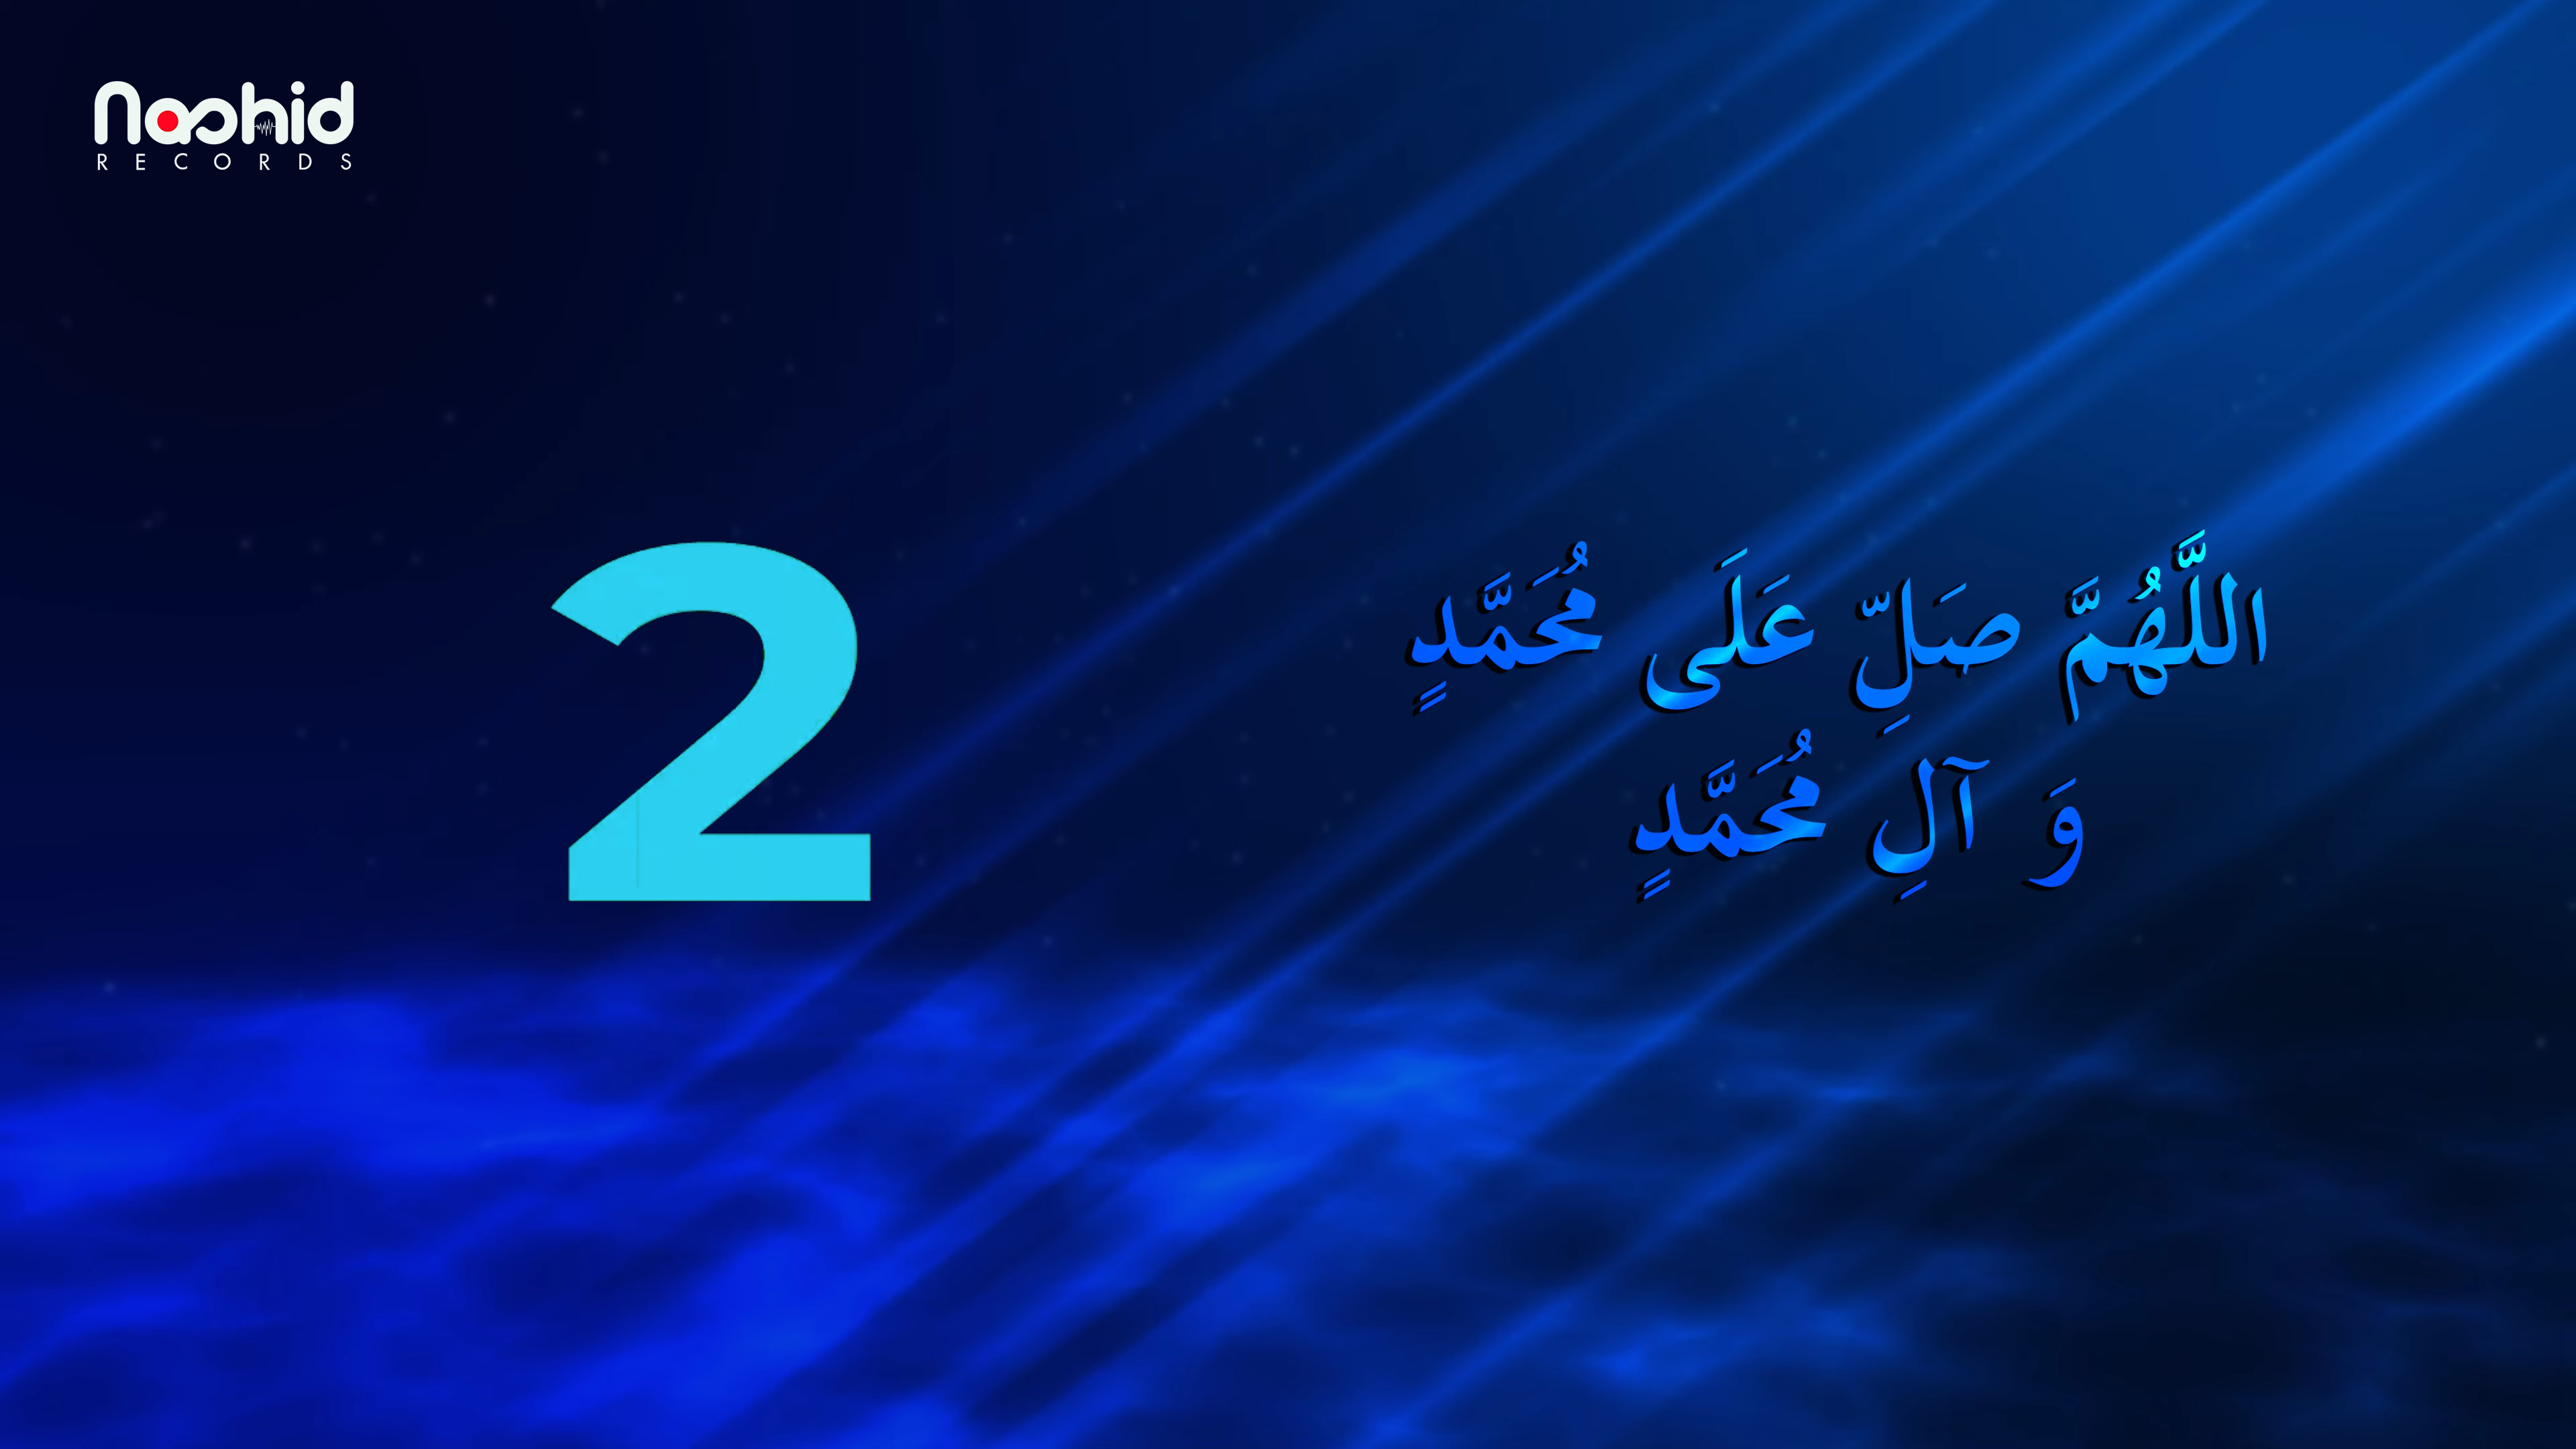 Nashid
RECORDS
2
اللَّهُمَّ صَلِّ عَلَى مُحَمَّدٍ
وَ آلِ مُحَمَّدٍ